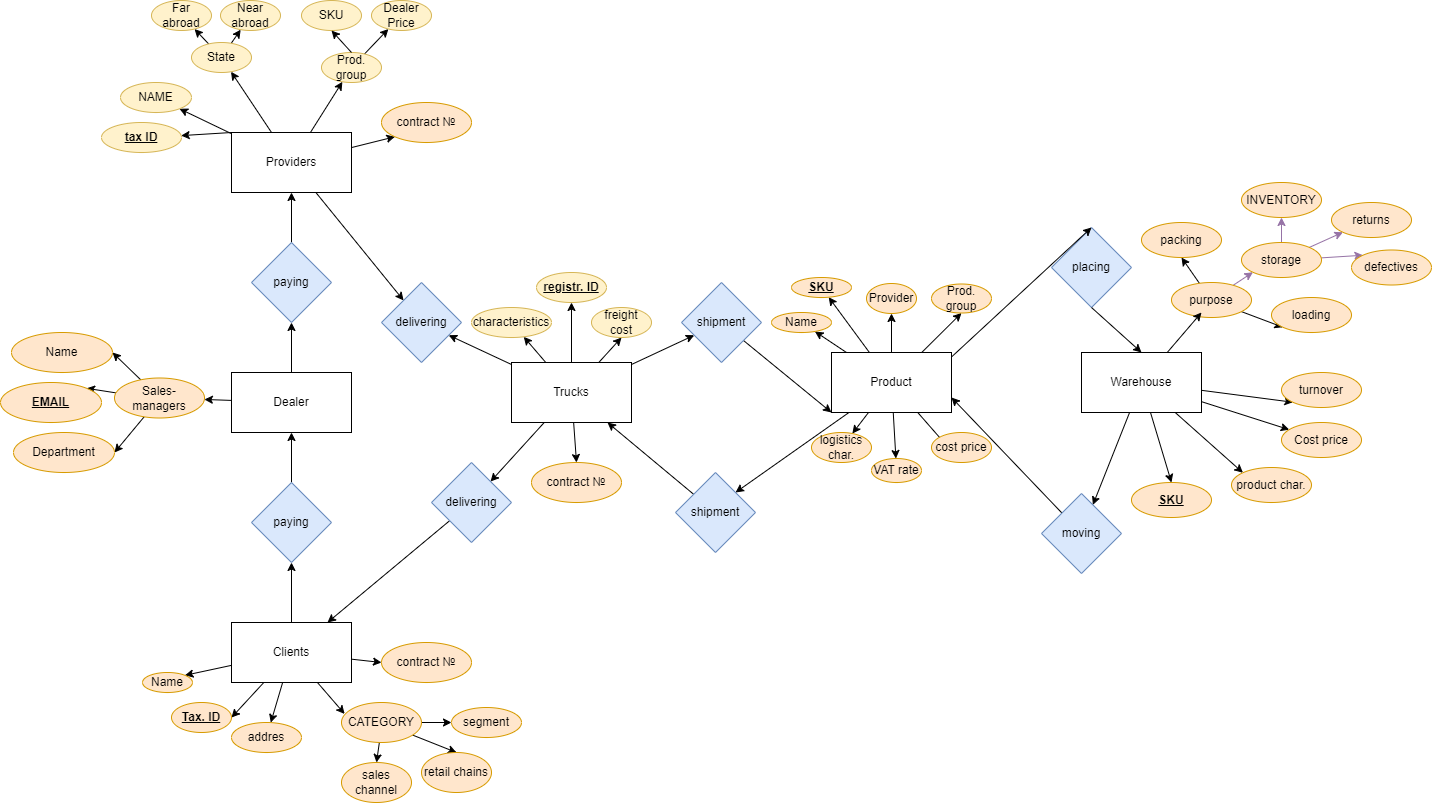 Far
abroad
Near
abroad
SKU
Dealer
Price
State
Prod.
group
NAME
tax ID
contract №
Providers
paying
delivering
registr. ID
characteristics
freight
cost
shipment
SKU
Provider
Prod.
group
Name
placing
INVENTORY
returns
packing
storage
defectives
purpose
loading
Name
EMAIL
Sales-
managers
Department
Dealer
Trucks
Product
Warehouse
turnover
Cost price
product char.
SKU
logistics
char.
VAT rate
cost price
contract №
delivering
shipment
moving
paying
Clients
contract №
Name
Tax. ID
addres
CATEGORY
segment
sales
channel
retail chains